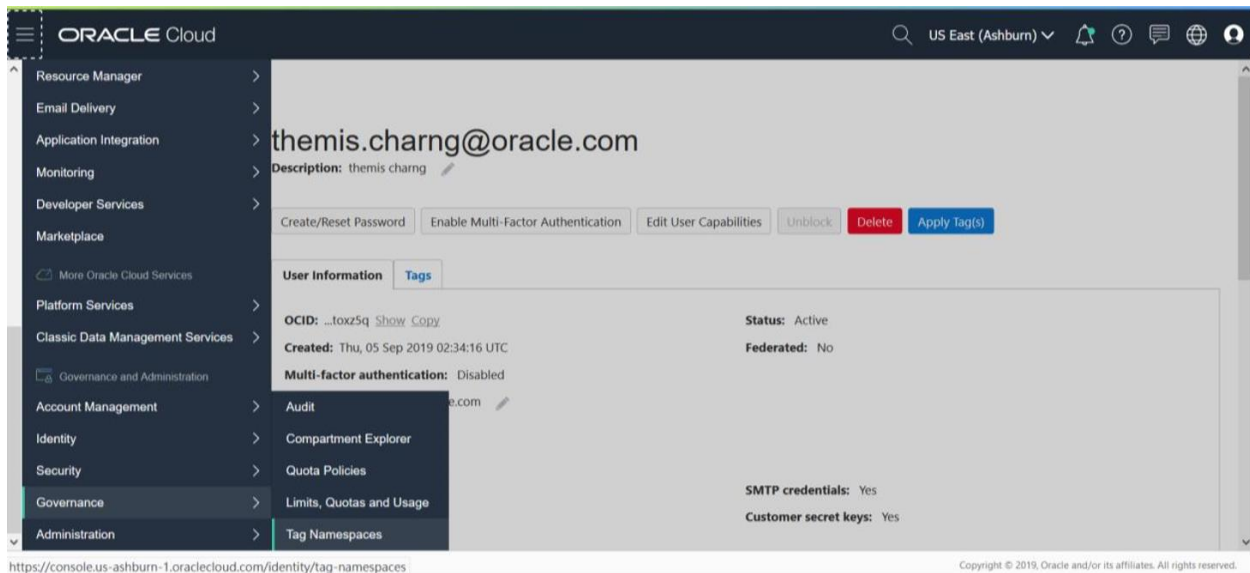 ORACLE Cloud
US East (Ashburn)
Resource Manager
Email Delivery
Application Integration
Monitoring
Developer Services
Marketplace
More Oracle Cloud Services
Platform Services
Classic Data Management Services
Governance and Administration
Account Management
Identity
Security
Governance
Administration
Audit
Compartment Explorer
Quota Policies
Limits, Quotas and Usage
Tag Namespaces
themis.charng@oracle.com
Description: themis charng
Create/Reset Password
Enable Multi-Factor Authentication
Edit User Capabilities
Unblock
Delete
Apply Tag(s)
User Information
Tags
OCID: ...toxz5q Show Copy
Created: Thu, 05 Sep 2019 02:34:16 UTC
Multi-factor authentication: Disabled
e.com
Status: Active
Federated: No
SMTP credentials: Yes
Customer secret keys: Yes
https://console.us-ashburn-1.oraclecloud.com/identity/tag-namespaces
Copyright © 2019, Oracle and/or its affiliates. All rights reserved.